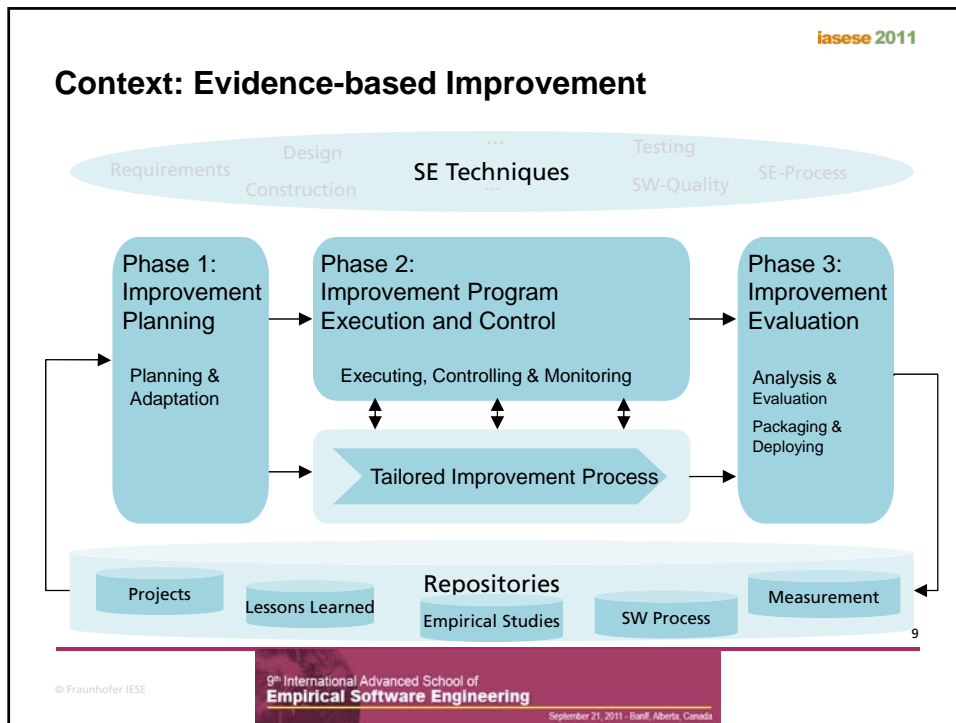 iasese 2011
Context: Evidence-based Improvement
...
Design
Testing
Requirements
SE Techniques
SE-Process
Construction
...
SW-Quality
Phase 1:
Improvement
Planning
Planning &
Adaptation
Phase 2:
Improvement Program
Execution and Control
Executing, Controlling & Monitoring
Tailored Improvement Process
Phase 3:
Improvement
Evaluation
Analysis &
Evaluation
Packaging &
Deploying
Repositories
Projects
Lessons Learned
Empirical Studies
SW Process
Measurement
9
© Fraunhofer IESE
9th International Advanced School of
Empirical Software Engineering
September 21, 2011 - Banff, Alberta, Canada